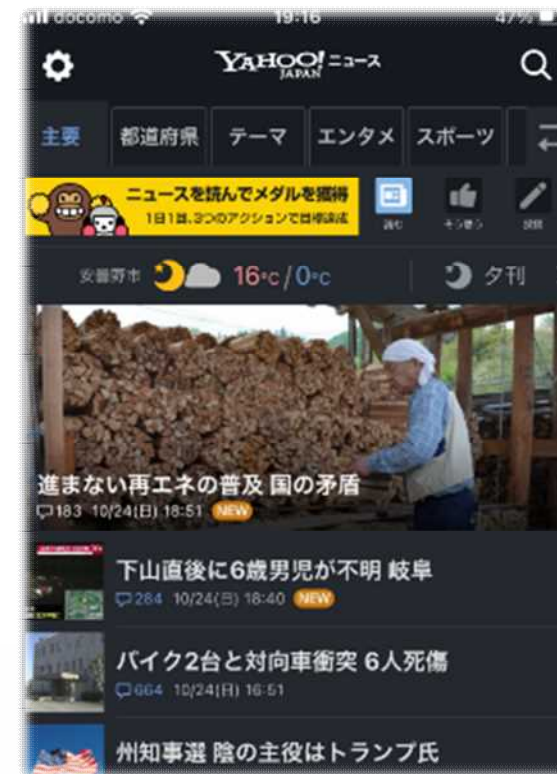 docomo 19:16 47%
YAHOO! ニュース
JAPAN
主要 都道府県 テーマ エンタメ スポーツ
ニュースを読んでメダルを獲得
1日1回、3つのアクションで目標達成
読む そう思う 投稿
安曇野市 16℃/0℃ 夕刊
進まない再エネの普及 国の矛盾
183 10/24(日) 18:51 NEW
下山直後に6歳男児が不明 岐阜
284 10/24(日) 18:40 NEW
バイク2台と対向車衝突 6人死傷
664 10/24(日) 16:51
州知事選 陰の主役はトランプ氏